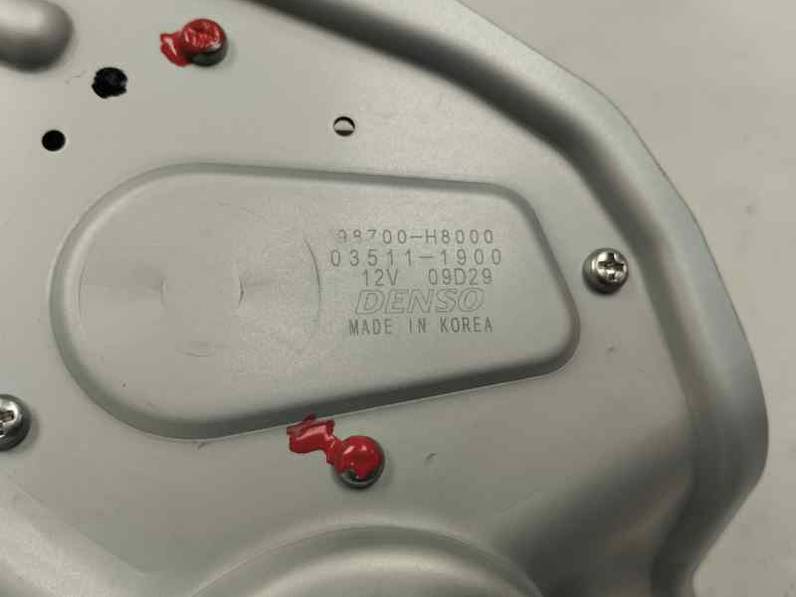 98700-H8000
03511-1900
12V 09D29
DENSO
MADE IN KOREA